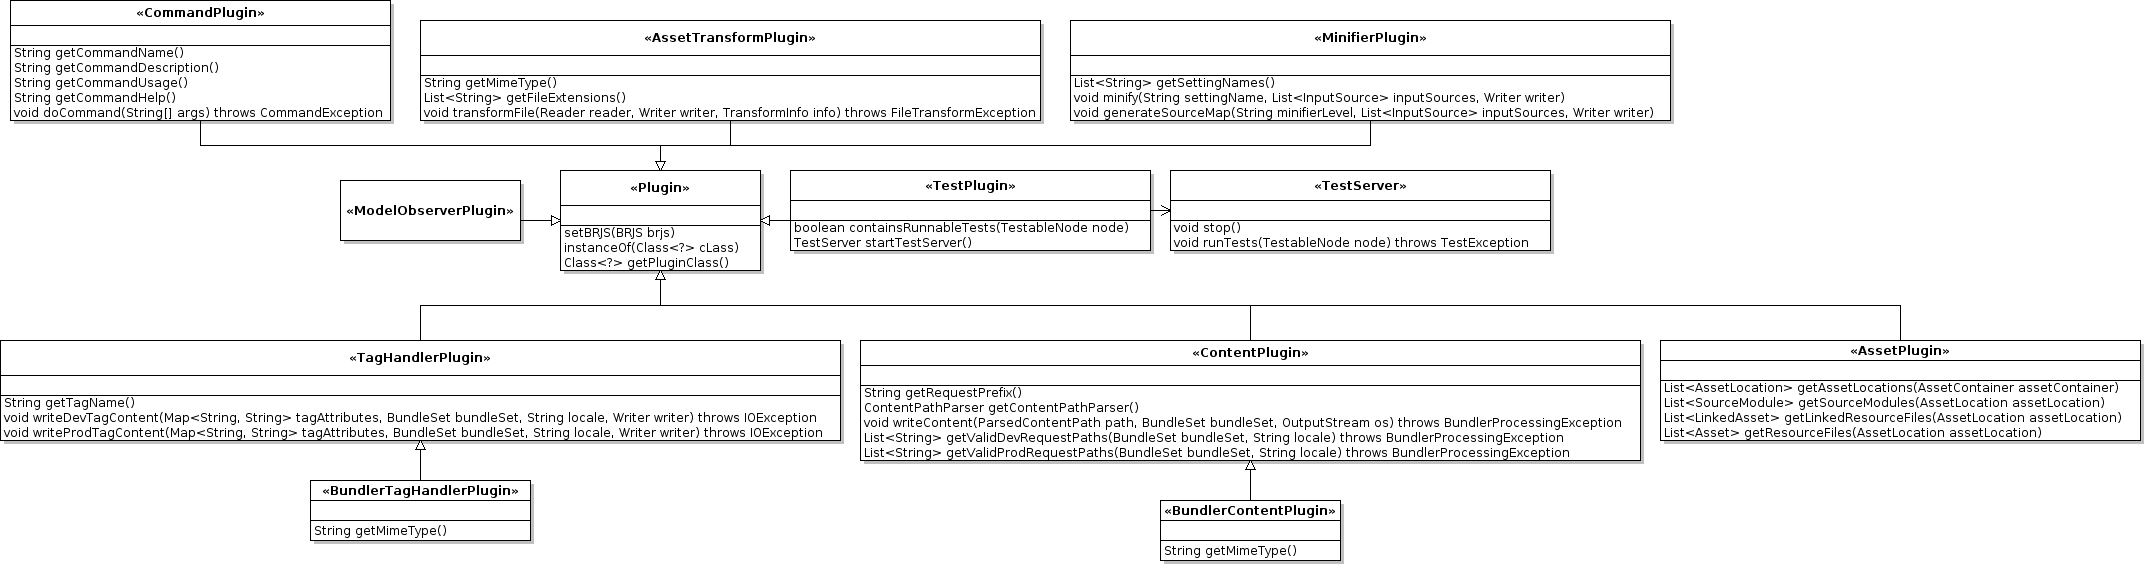 «CommandPlugin»
String getCommandName()
String getCommandDescription()
String getCommandUsage()
String getCommandHelp()
void doCommand(String[] args) throws CommandException
«AssetTransformPlugin»
String getMimeType()
List<String> getFileExtensions()
void transformFile(Reader reader, Writer writer, TransformInfo info) throws FileTransformException
«MinifierPlugin»
List<String> getSettingNames()
void minify(String settingName, List<InputSource> inputSources, Writer writer)
void generateSourceMap(String minifierLevel, List<InputSource> inputSources, Writer writer)
«ModelObserverPlugin»
«Plugin»
setBRJS(BRJS brjs)
instanceOf(Class<?> cLass)
Class<?> getPluginClass()
«TestPlugin»
boolean containsRunnableTests(TestableNode node)
TestServer startTestServer()
«TestServer»
void stop()
void runTests(TestableNode node) throws TestException
«TagHandlerPlugin»
String getTagName()
void writeDevTagContent(Map<String, String> tagAttributes, BundleSet bundleSet, String locale, Writer writer) throws IOException
void writeProdTagContent(Map<String, String> tagAttributes, BundleSet bundleSet, String locale, Writer writer) throws IOException
«ContentPlugin»
String getRequestPrefix()
ContentPathParser getContentPathParser()
void writeContent(ParsedContentPath path, BundleSet bundleSet, OutputStream os) throws BundlerProcessingException
List<String> getValidDevRequestPaths(BundleSet bundleSet, String locale) throws BundlerProcessingException
List<String> getValidProdRequestPaths(BundleSet bundleSet, String locale) throws BundlerProcessingException
«AssetPlugin»
List<AssetLocation> getAssetLocations(AssetContainer assetContainer)
List<SourceModule> getSourceModules(AssetLocation assetLocation)
List<LinkedAsset> getLinkedResourceFiles(AssetLocation assetLocation)
List<Asset> getResourceFiles(AssetLocation assetLocation)
«BundlerTagHandlerPlugin»
String getMimeType()
«BundlerContentPlugin»
String getMimeType()